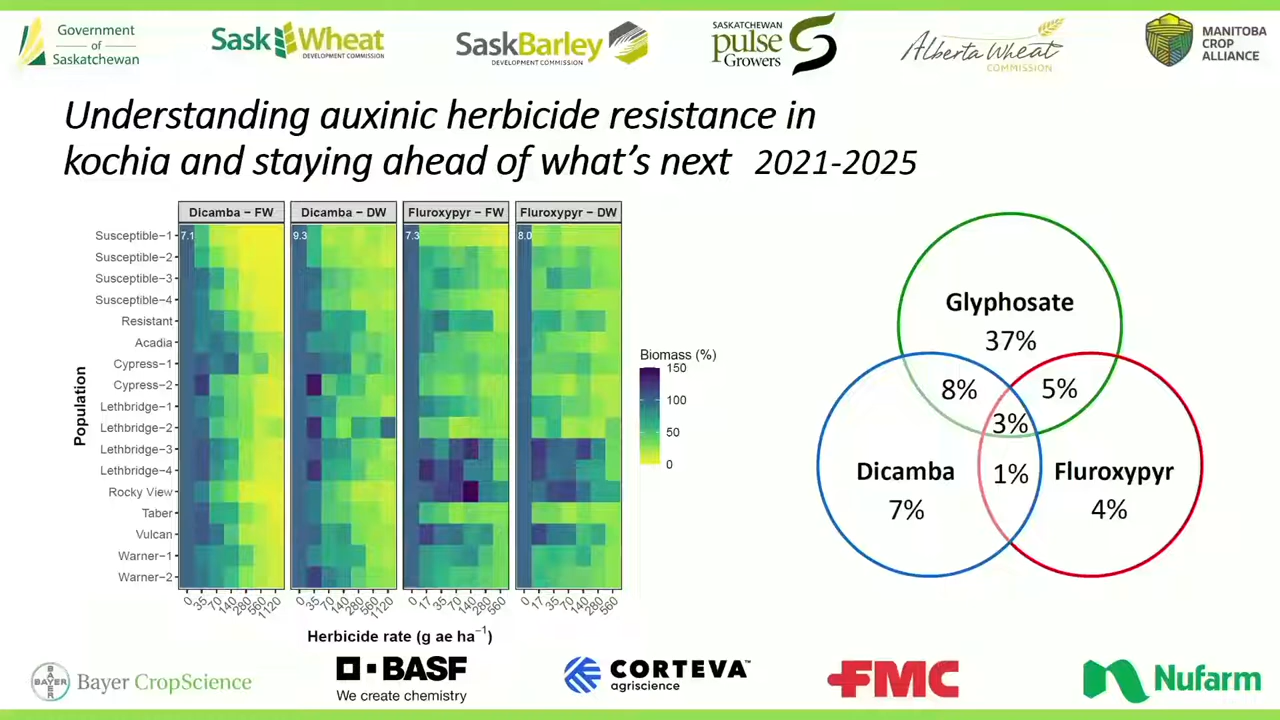 Government
of
Saskatchewan
SaskWheat
DEVELOPMENT COMMISSION
SaskBarley
DEVELOPMENT COMMISSION
SASKATCHEWAN
pulse
Growers
Alberta Wheat
COMMISSION
MANITOBA
CROP
ALLIANCE
Understanding auxinic herbicide resistance in
kochia and staying ahead of what's next 2021-2025
Dicamba − FW
Dicamba − DW
Fluroxypyr − FW
Fluroxypyr − DW
7.1
9.3
7.3
8.0
Population
Susceptible−1
Susceptible−2
Susceptible−3
Susceptible−4
Resistant
Acadia
Cypress−1
Cypress−2
Lethbridge−1
Lethbridge−2
Lethbridge−3
Lethbridge−4
Rocky View
Taber
Vulcan
Warner−1
Warner−2
0 35 70 140 280 560 1120
0 35 70 140 280 560 1120
0 17 35 70 140 280 560
0 17 35 70 140 280 560
Herbicide rate (g ae ha⁻¹)
Biomass (%)
150
100
50
0
Glyphosate
37%
8%
5%
3%
Dicamba
7%
1%
Fluroxypyr
4%
BAYER
BAYER
Bayer CropScience
BASF
We create chemistry
CORTEVA™
agriscience
FMC
Nufarm